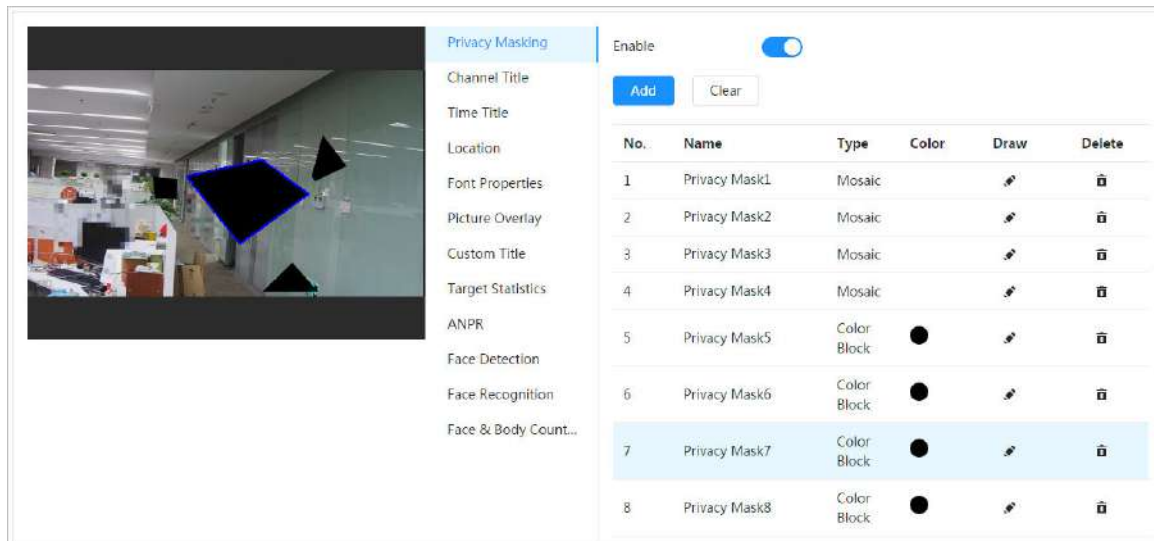 Privacy Masking
Channel Title
Time Title
Location
Font Properties
Picture Overlay
Custom Title
Target Statistics
ANPR
Face Detection
Face Recognition
Face & Body Count...
Enable
Add Clear
No. Name Type Color Draw Delete
1 Privacy Mask1 Mosaic
2 Privacy Mask2 Mosaic
3 Privacy Mask3 Mosaic
4 Privacy Mask4 Mosaic
5 Privacy Mask5 Color Block
6 Privacy Mask6 Color Block
7 Privacy Mask7 Color Block
8 Privacy Mask8 Color Block